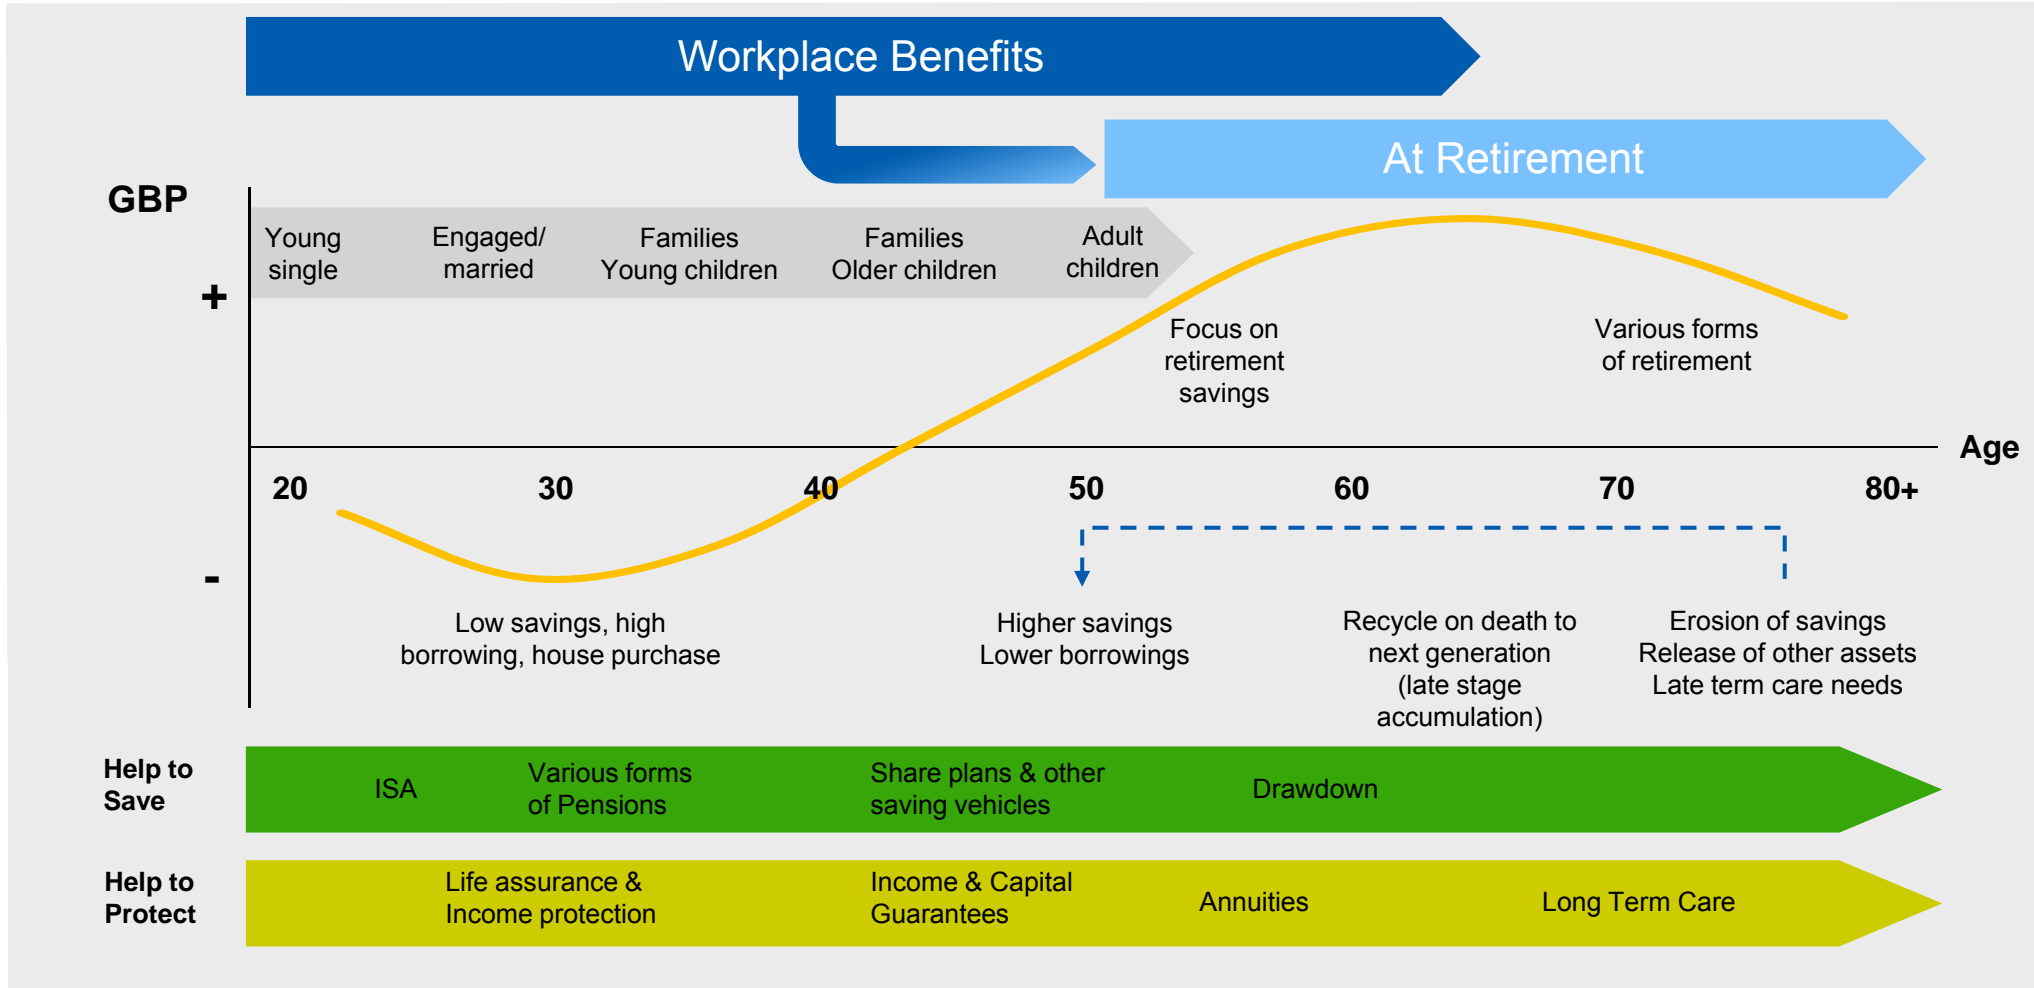 Workplace Benefits
At Retirement
GBP
Young
single
Engaged/
married
Families
Young children
Families
Older children
Adult
children
+
Focus on
retirement
savings
Various forms
of retirement
Age
20
30
40
50
60
70
80+
-
Low savings, high
borrowing, house purchase
Higher savings
Lower borrowings
Recycle on death to
next generation
(late stage
accumulation)
Erosion of savings
Release of other assets
Late term care needs
Help to
Save
ISA
Various forms
of Pensions
Share plans & other
saving vehicles
Drawdown
Help to
Protect
Life assurance &
Income protection
Income & Capital
Guarantees
Annuities
Long Term Care